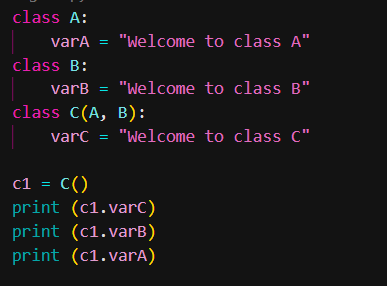 class A:
    varA = "Welcome to class A"
class B:
    varB = "Welcome to class B"
class C(A, B):
    varC = "Welcome to class C"
c1 = C()
print (c1.varC)
print (c1.varB)
print (c1.varA)